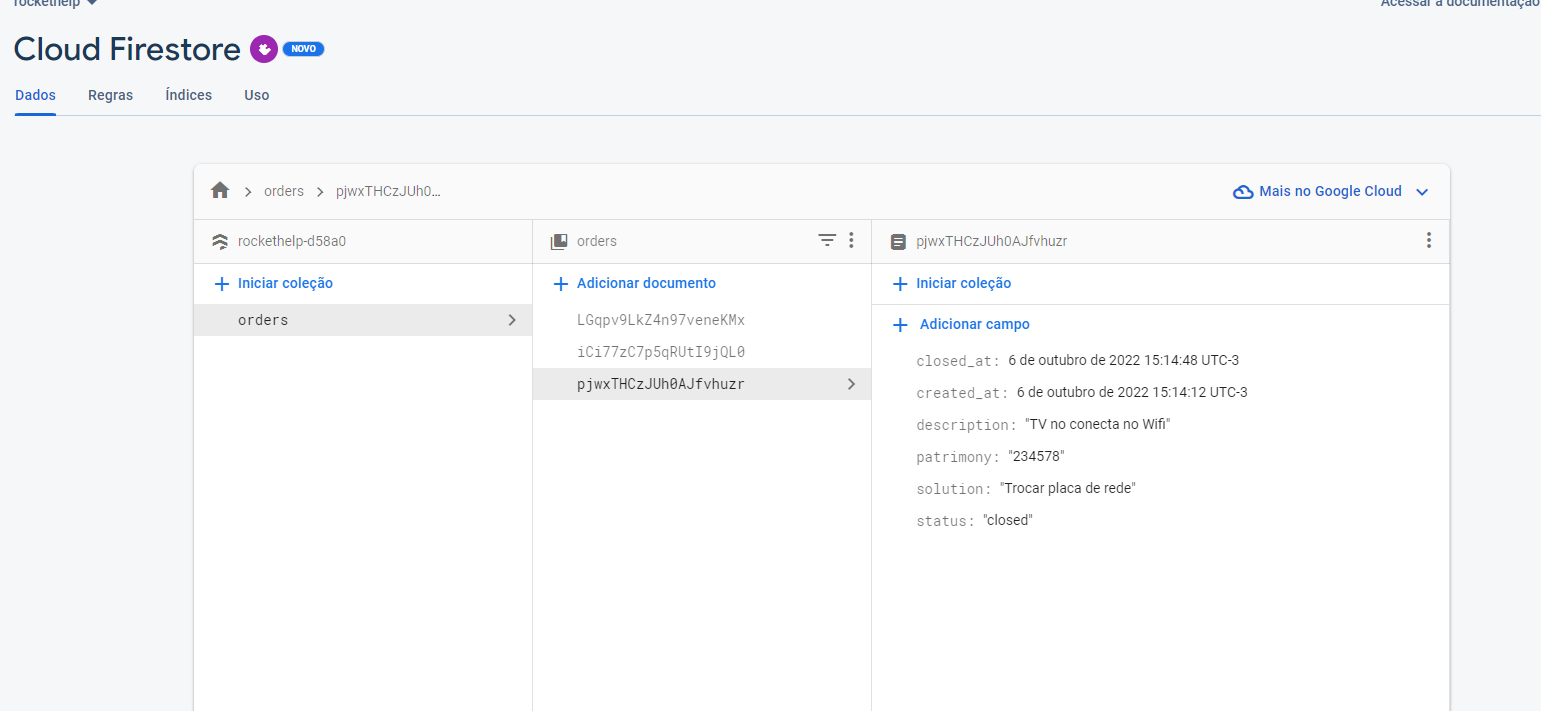 rockethelp
Acessar a documentação
Cloud Firestore NOVO
Dados Regras Índices Uso
orders pjwxTHCzJUh0… Mais no Google Cloud
rockethelp-d58a0
Iniciar coleção
orders
orders
Adicionar documento
LGqpv9LkZ4n97veneKMx
iCi77zC7p5qRUtI9jQL0
pjwxTHCzJUh0AJfvhuzr
pjwxTHCzJUh0AJfvhuzr
Iniciar coleção
Adicionar campo
closed_at: 6 de outubro de 2022 15:14:48 UTC-3
created_at: 6 de outubro de 2022 15:14:12 UTC-3
description: "TV no conecta no Wifi"
patrimony: "234578"
solution: "Trocar placa de rede"
status: "closed"